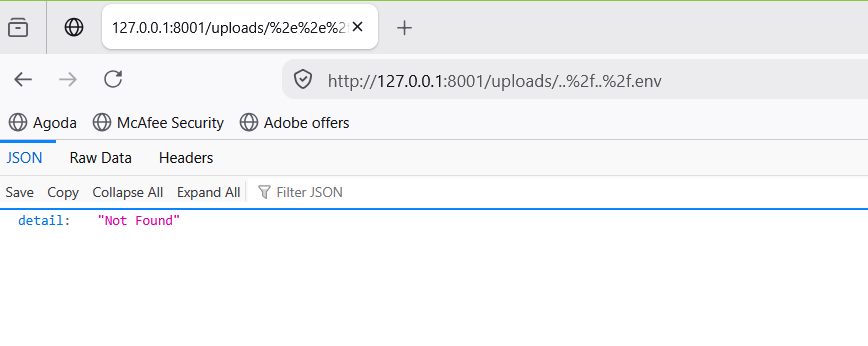 127.0.0.1:8001/uploads/%2e%2e%2f
http://127.0.0.1:8001/uploads/..%2f..%2f.env
Agoda McAfee Security Adobe offers
JSON Raw Data Headers
Save Copy Collapse All Expand All Filter JSON
detail: "Not Found"